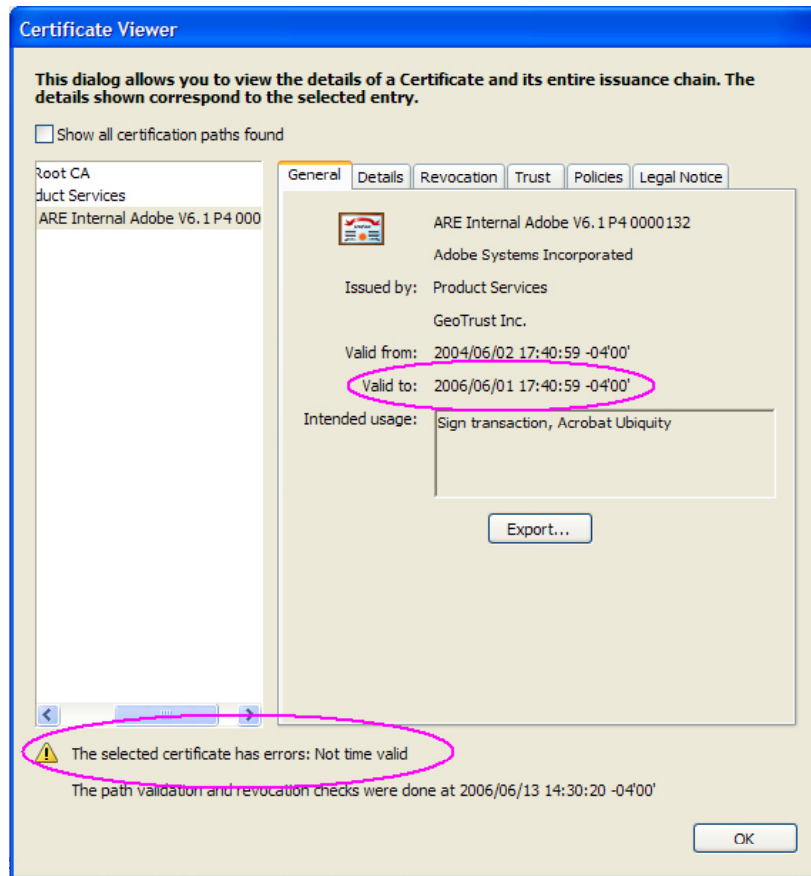 Certificate Viewer
This dialog allows you to view the details of a Certificate and its entire issuance chain. The
details shown correspond to the selected entry.
Show all certification paths found
Root CA
duct Services
ARE Internal Adobe V6.1 P4 000
General Details Revocation Trust Policies Legal Notice
ARE Internal Adobe V6.1 P4 0000132
Adobe Systems Incorporated
Issued by: Product Services
GeoTrust Inc.
Valid from: 2004/06/02 17:40:59 -04'00'
Valid to: 2006/06/01 17:40:59 -04'00'
Intended usage: Sign transaction, Acrobat Ubiquity
Export...
The selected certificate has errors: Not time valid
The path validation and revocation checks were done at 2006/06/13 14:30:20 -04'00'
OK